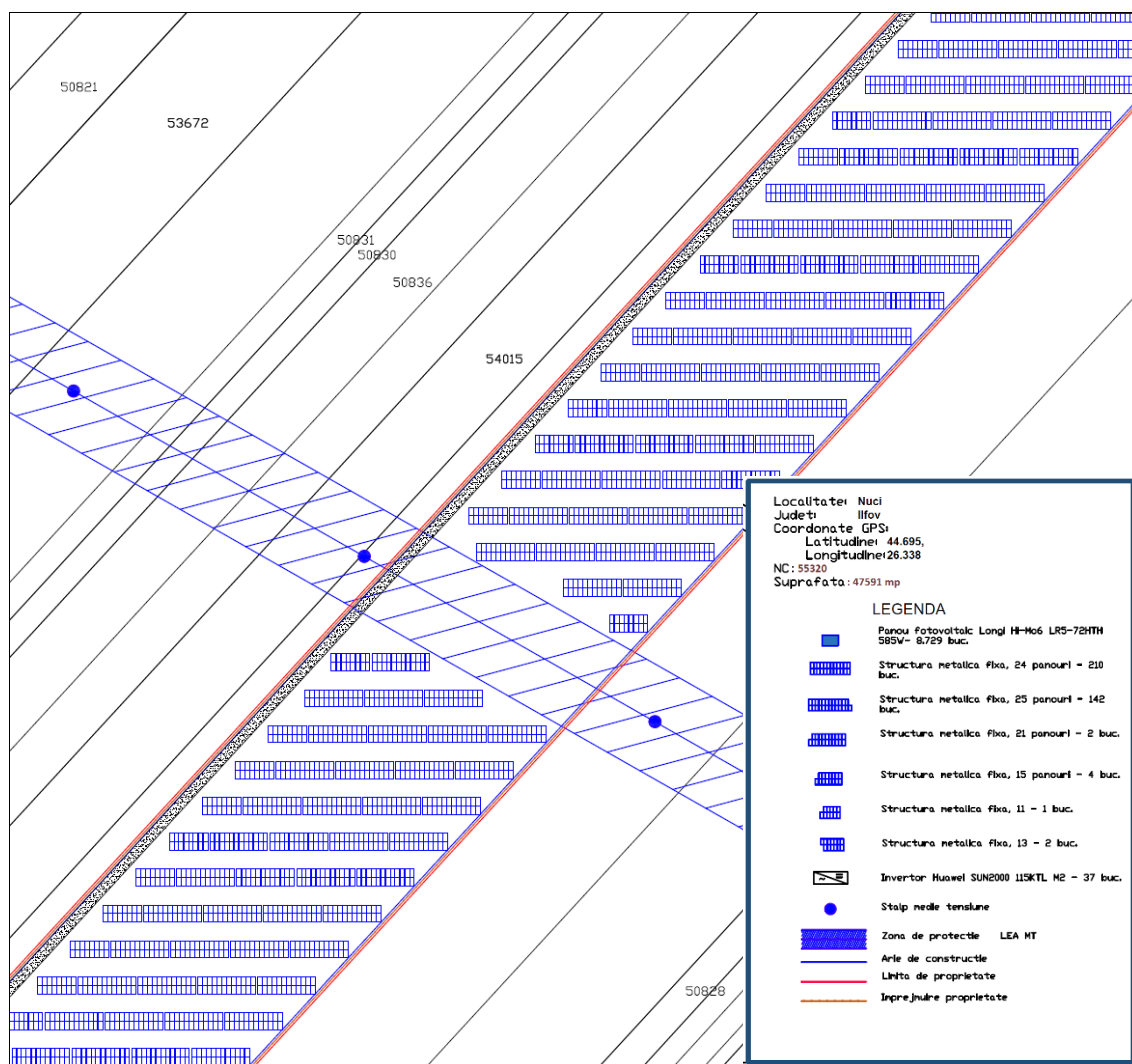 50821
53672
50831
50830
50836
54015
50828
Localitate: Nuci
Judet: Ilfov
Coordonate GPS:
Latitudine: 44.695,
Longitudine: 26.338
NC: 55320
Suprafata: 47591 mp
LEGENDA
Panou fotovoltaic Longi Hi-Mo6 LR5-72HTH
585W- 8.729 buc.
Structura metalica fixa, 24 panouri - 210
buc.
Structura metalica fixa, 25 panouri - 142
buc.
Structura metalica fixa, 21 panouri - 2 buc.
Structura metalica fixa, 15 panouri - 4 buc.
Structura metalica fixa, 11 - 1 buc.
Structura metalica fixa, 13 - 2 buc.
Invertor Huawei SUN2000 115KTL M2 - 37 buc.
Stalp medie tensiune
Zona de protectie LEA MT
Arie de constructie
Limita de proprietate
Imprejmuire proprietate